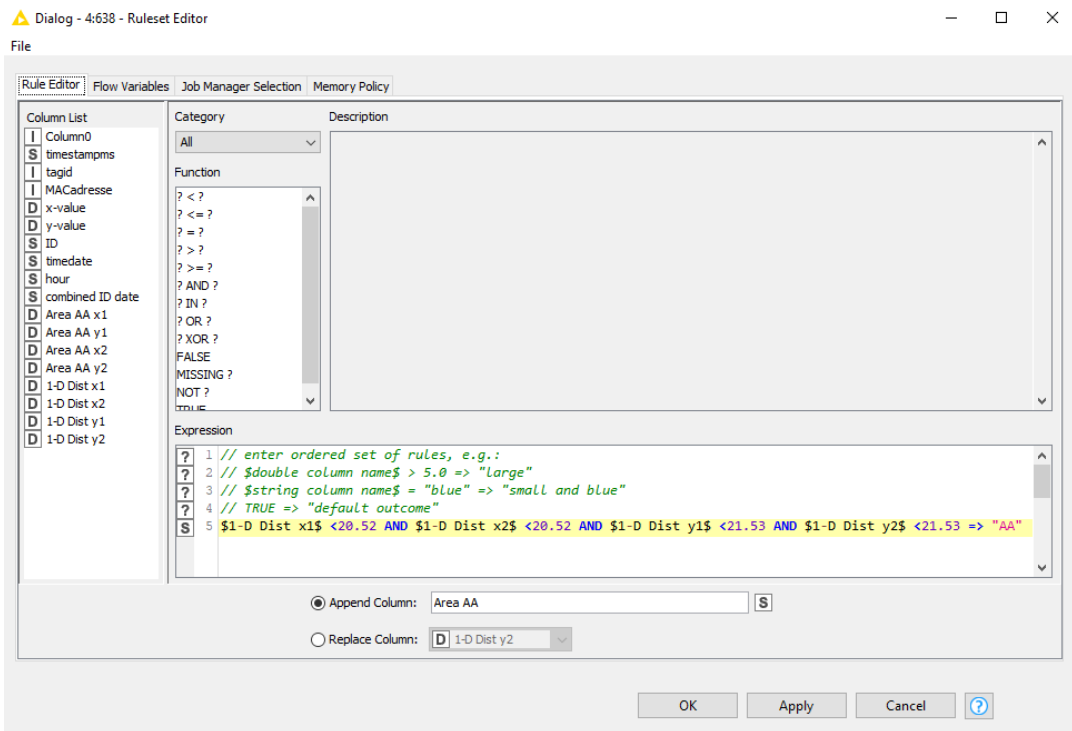 Dialog - 4:638 - Ruleset Editor
File
Rule Editor Flow Variables Job Manager Selection Memory Policy
Column List
I Column0
S timestampms
I tagid
I MACadresse
D x-value
D y-value
S ID
S timedate
S hour
S combined ID date
D Area AA x1
D Area AA y1
D Area AA x2
D Area AA y2
D 1-D Dist x1
D 1-D Dist x2
D 1-D Dist y1
D 1-D Dist y2
Category
All
Function
? < ?
? <= ?
? = ?
? > ?
? >= ?
? AND ?
? IN ?
? OR ?
? XOR ?
FALSE
MISSING ?
NOT ?
TRUE
Description
Expression
? 1 // enter ordered set of rules, e.g.:
? 2 // $double column name$ > 5.0 => "large"
? 3 // $string column name$ = "blue" => "small and blue"
? 4 // TRUE => "default outcome"
S 5 $1-D Dist x1$ <20.52 AND $1-D Dist x2$ <20.52 AND $1-D Dist y1$ <21.53 AND $1-D Dist y2$ <21.53 => "AA"
Append Column: Area AA S
Replace Column: D 1-D Dist y2
OK Apply Cancel ?